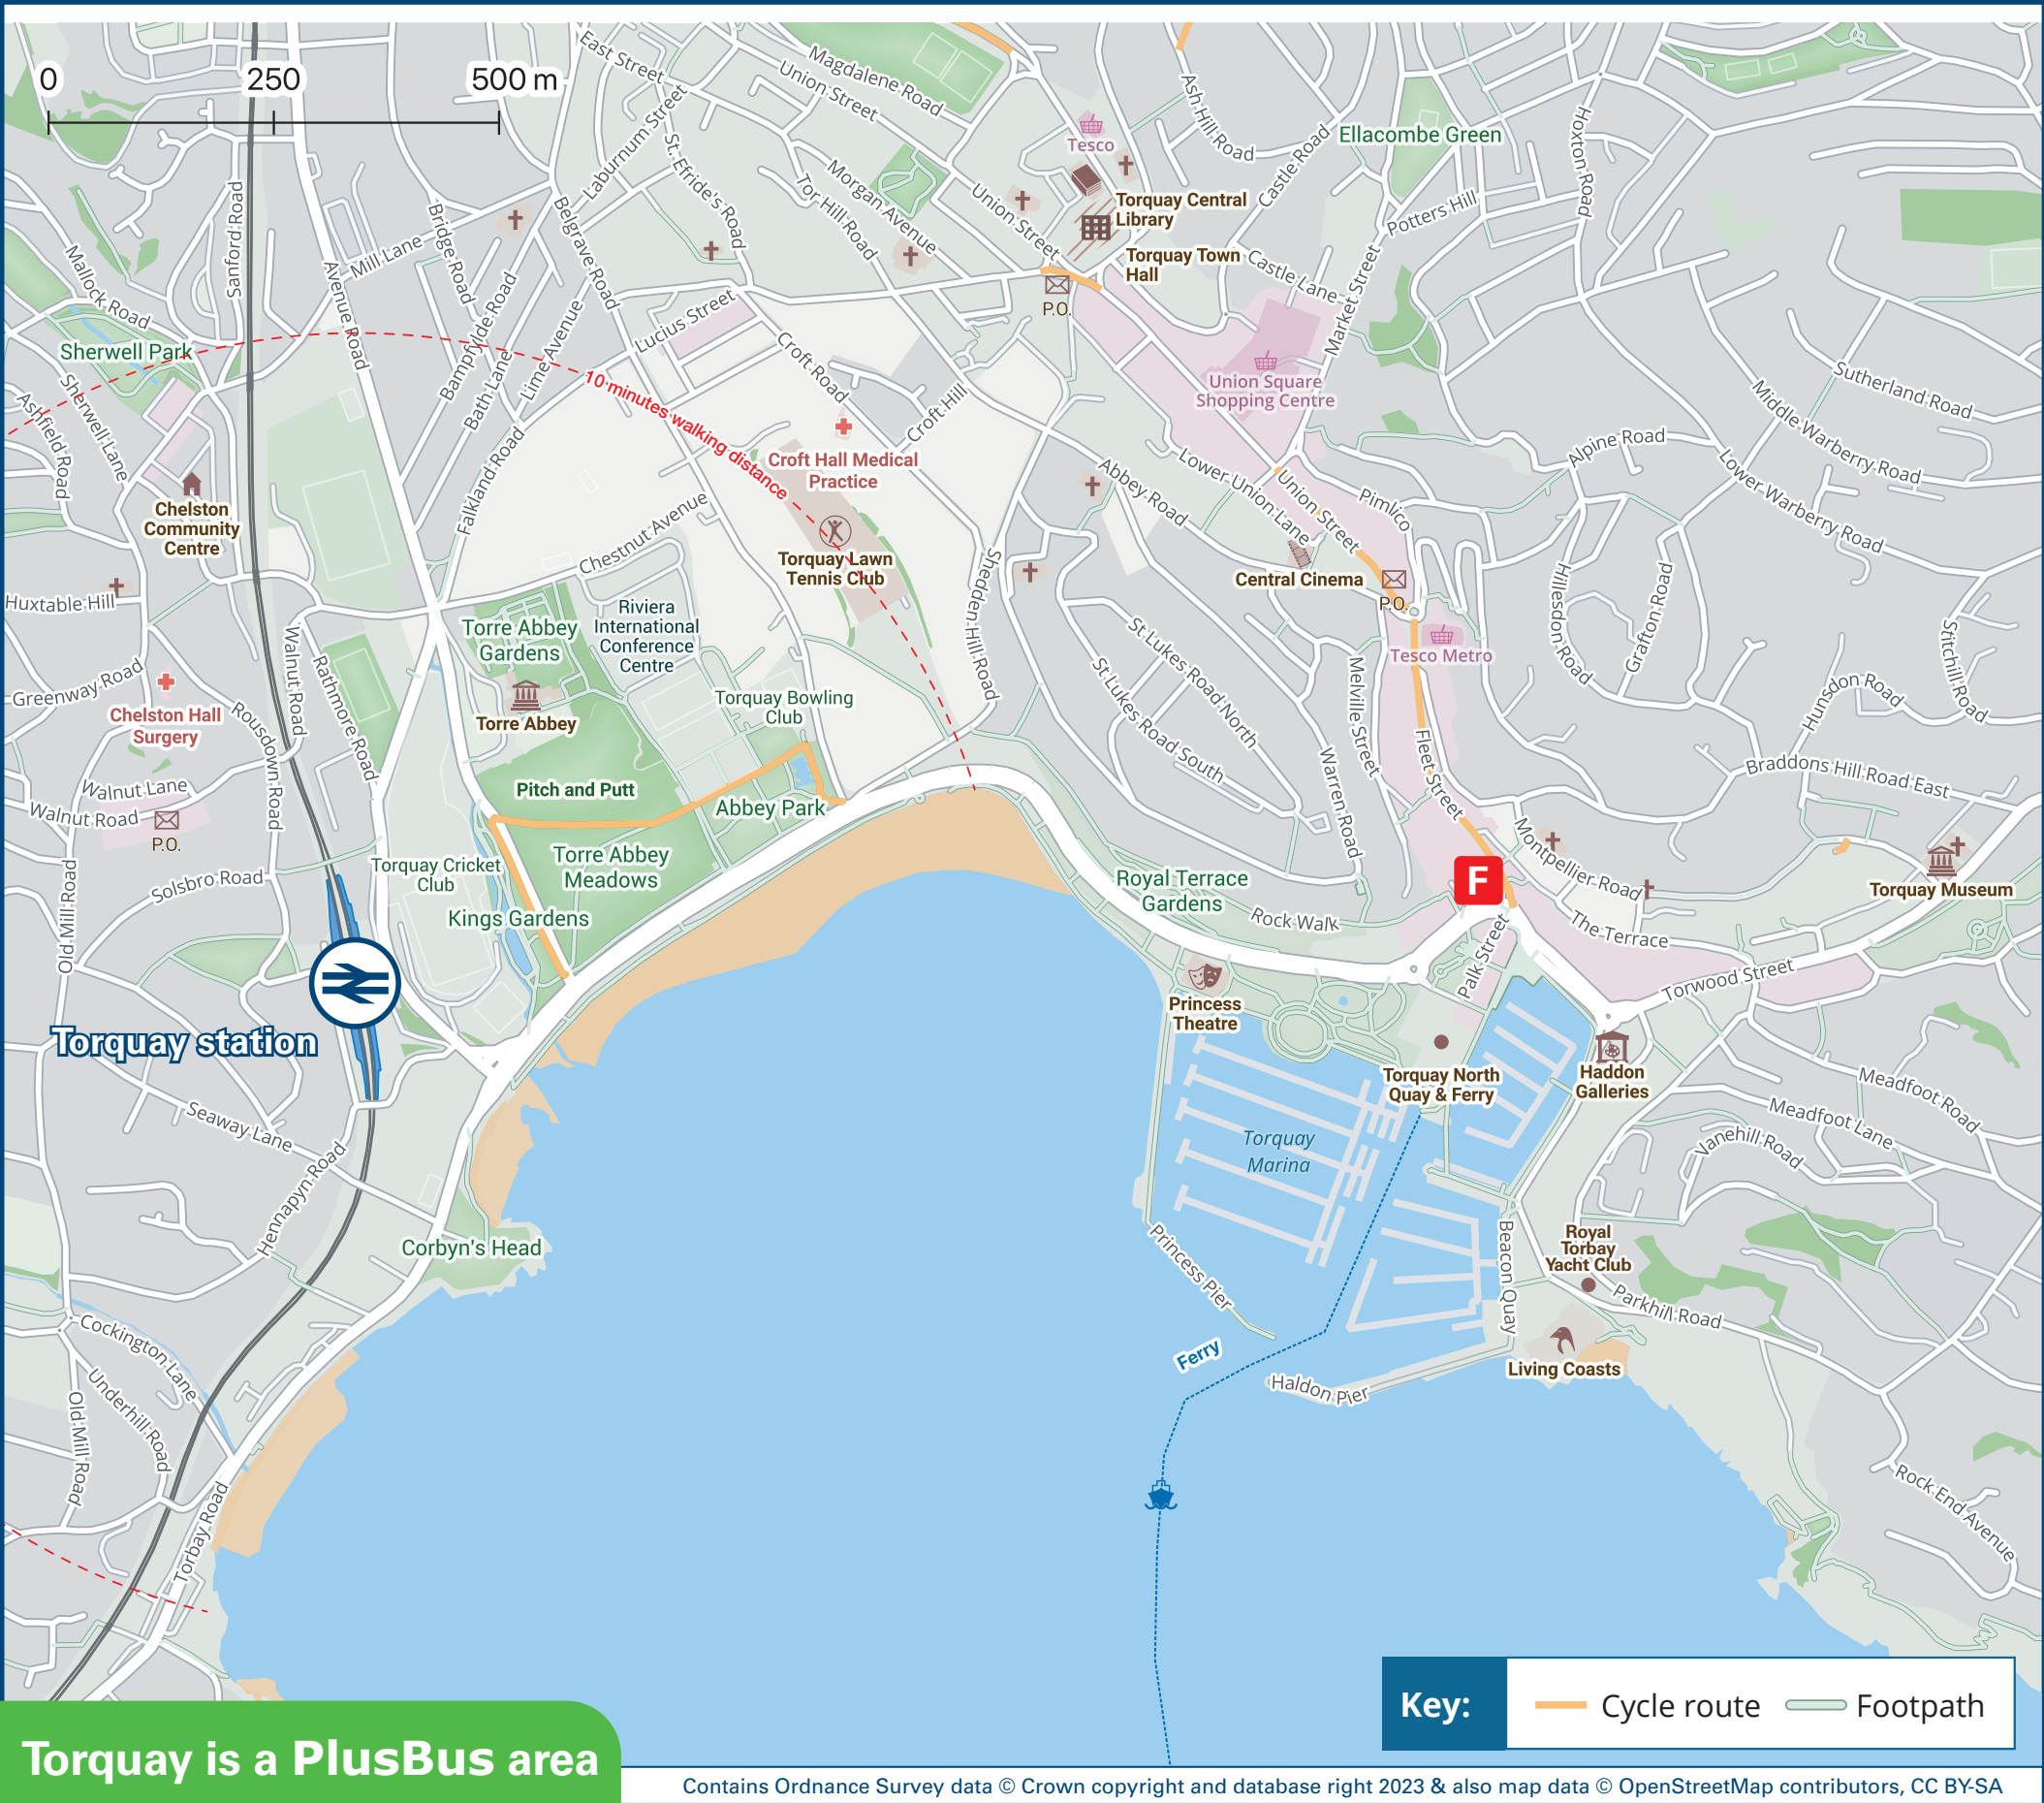 0
250
500 m
East Street
Magdalene Road
Union Street
Ash Hill Road
Castle Road
Ellacombe Green
Hoxton Road
Laburnum Street
St. Efride's Road
Tesco
Morgan Avenue
Tor Hill Road
Union Street
Torquay Central
Library
Torquay Town
Hall
P.O.
Castle Lane
Market Street
Potters Hill
Sanford Road
Mallock Road
Avenue Road
Mill Lane
Bridge Road
Belgrave Road
Bampfylde Road
Bath Lane
Lime Avenue
Lucius Street
Croft Road
Croft Hill
Sherwell Park
Sherwell Lane
Ashfield Road
10 minutes walking distance
Union Square
Shopping Centre
Sutherland Road
Middle Warberry Road
Lower Warberry Road
Alpine Road
Croft Hall Medical
Practice
Falkland Road
Chestnut Avenue
Abbey Road
Lower Union Lane
Union Street
Pimlico
Chelston
Community
Centre
Torquay Lawn
Tennis Club
Shedden Hill Road
Central Cinema
P.O.
Tesco Metro
Hillesdon Road
Grafton Road
Stitchill Road
Huxtable Hill
Torre Abbey
Gardens
Riviera
International
Conference
Centre
Greenway Road
Chelston Hall
Surgery
Walnut Road
Rathmore Road
Rousdown Road
Torre Abbey
Torquay Bowling
Club
St Lukes Road North
St Lukes Road South
Melville Street
Warren Road
Fleet Street
Hunsdon Road
Braddons Hill Road East
Walnut Lane
Walnut Road
P.O.
Pitch and Putt
Abbey Park
Torquay Cricket
Club
Torre Abbey
Meadows
Kings Gardens
Solsbro Road
Old Mill Road
Royal Terrace
Gardens
Rock Walk
F
Montpellier Road
The Terrace
Torquay Museum
Torwood Street
Palk Street
Torquay station
Princess
Theatre
Torquay North
Quay & Ferry
Haddon
Galleries
Meadfoot Road
Meadfoot Lane
Vanehill Road
Seaway Lane
Hennapyn Road
Torquay
Marina
Corbyn's Head
Princess Pier
Beacon Quay
Royal
Torbay
Yacht Club
Parkhill Road
Cockington Lane
Underhill Road
Old Mill Road
Ferry
Haldon Pier
Living Coasts
Torbay Road
Rock End Avenue
Key:
Cycle route
Footpath
Torquay is a PlusBus area
Contains Ordnance Survey data © Crown copyright and database right 2023 & also map data © OpenStreetMap contributors, CC BY-SA